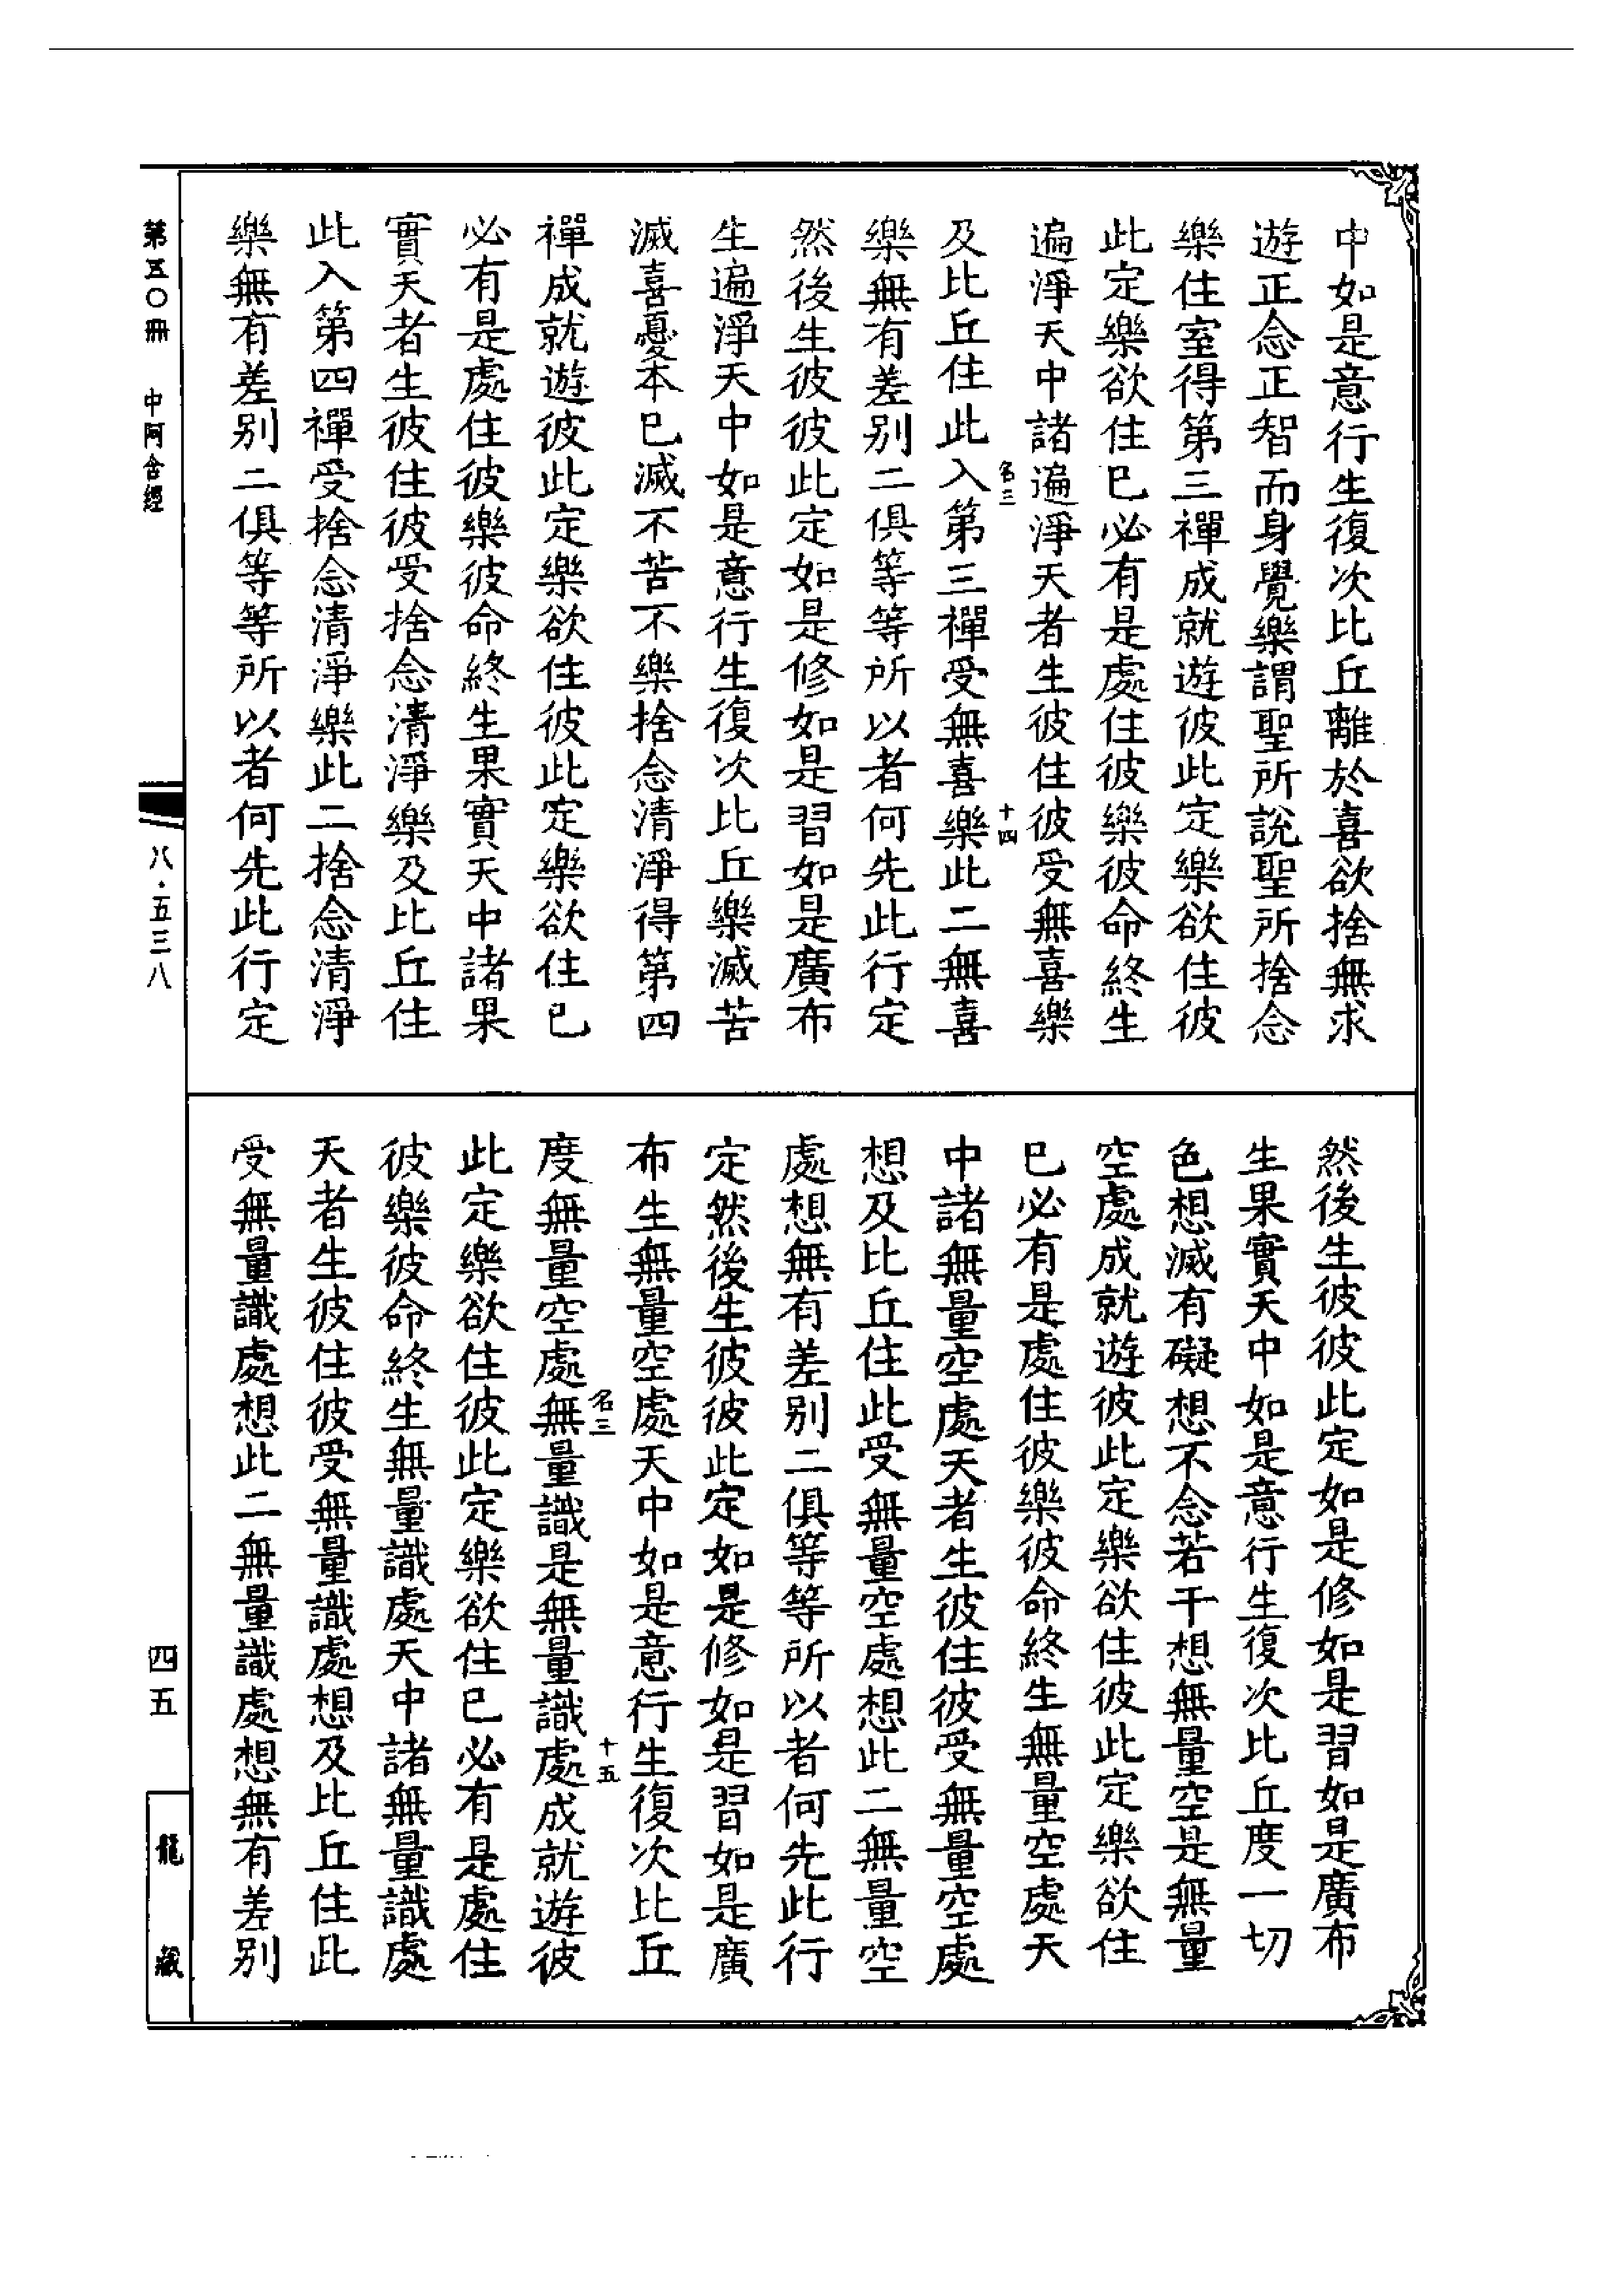 中如是意行生復次比丘離於喜欲捨無求
遊正念正智而身覺樂謂聖所說聖所捨念
樂住室得第三禪成就遊彼此定樂欲住彼
此定樂欲住已必有是處住彼樂彼命終生
遍淨天中諸遍淨天者生彼住彼受無喜樂
名三
十四
及比丘住此入第三禪受無喜樂此二無喜
樂無有差別二俱等等所以者何先此行定
然後生彼彼此定如是修如是習如是廣布
生遍淨天中如是意行生復次比丘樂滅苦
滅喜憂本已滅不苦不樂捨念清淨得第四
禪成就遊彼此定樂欲住彼此定樂欲住已
必有是處住彼樂彼命終生果實天中諸果
實天者生彼住彼受捨念清淨樂及比丘住
此入第四禪受捨念清淨樂此二捨念清淨
樂無有差別二俱等等所以者何先此行定
然後生彼彼此定如是修如是習如是廣布
生果實天中如是意行生復次比丘度一切
色想滅有礙想不念若干想無量空是無量
空處成就遊彼此定樂欲住彼此定樂欲住
已必有是處住彼樂彼命終生無量空處天
中諸無量空處天者生彼住彼受無量空處
想及比丘住此受無量空處想此二無量空
處想無有差別二俱等等所以者何先此行
定然後生彼彼此定如是修如是習如是廣
布生無量空處天中如是意行生復次比丘
名三
十五
度無量空處無量識是無量識處成就遊彼
此定樂欲住彼此定樂欲住已必有是處住
彼樂彼命終生無量識處天中諸無量識處
天者生彼住彼受無量識處想及比丘住此
受無量識處想此二無量識處想無有差別
第五〇冊 中阿含經
八·五三八
四五
龍藏